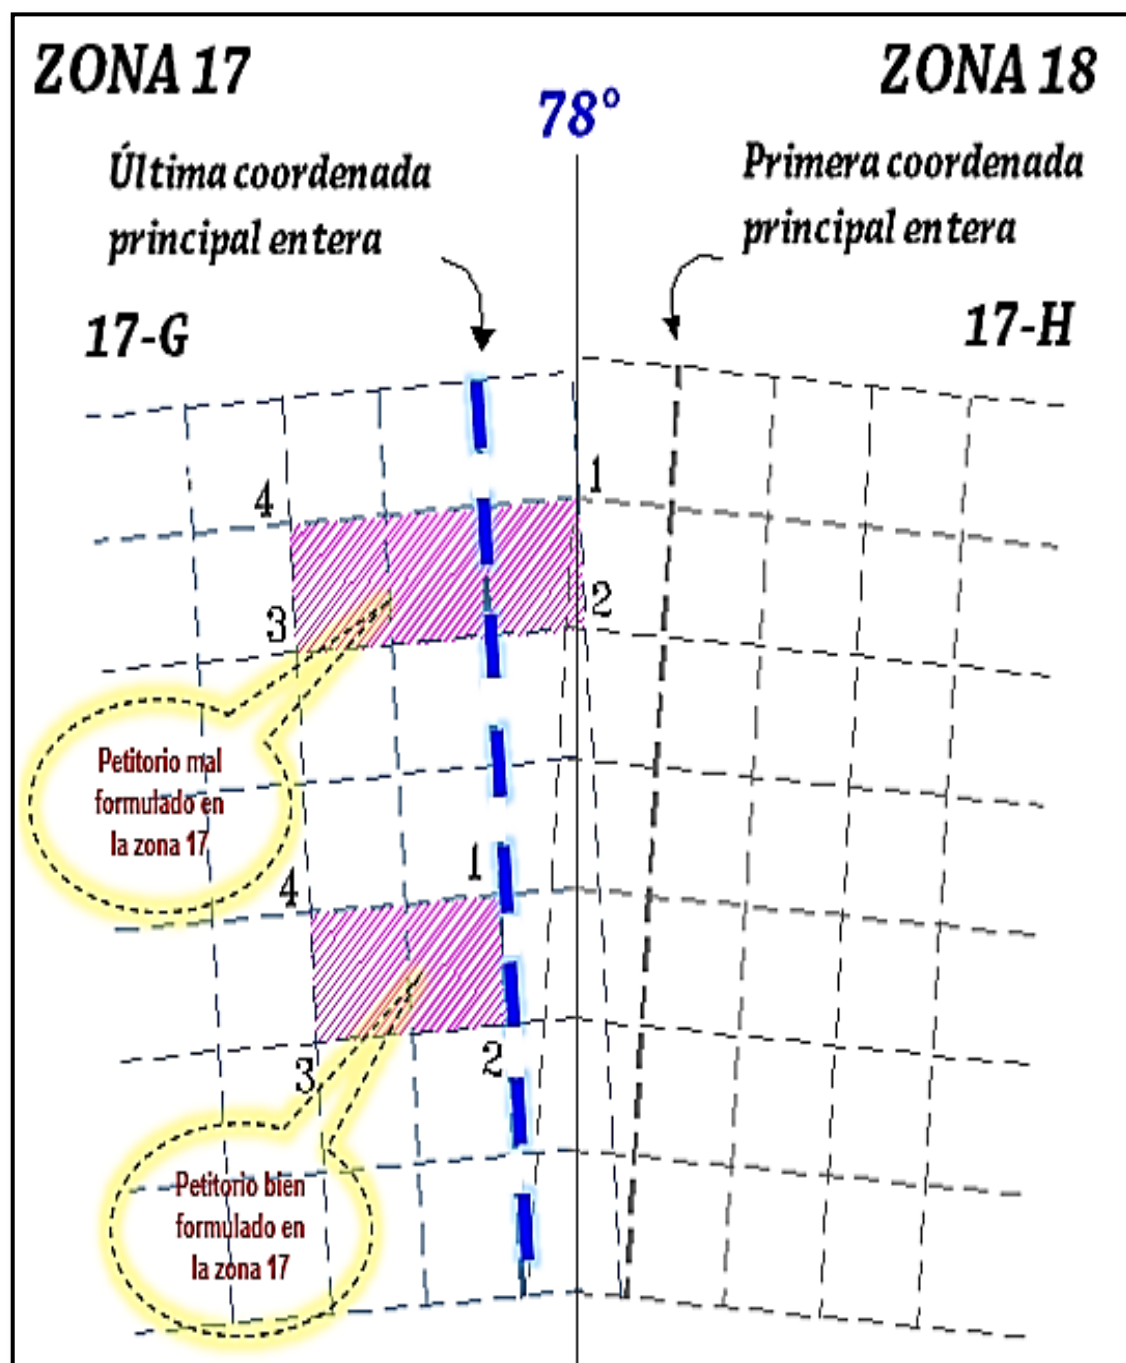 ZONA 17
ZONA 18
78°
Última coordenada
principal entera
Primera coordenada
principal entera
17-G
17-H
4
1
3
2
Petitorio mal
formulado en
la zona 17
4
1
3
2
Petitorio bien
formulado en
la zona 17